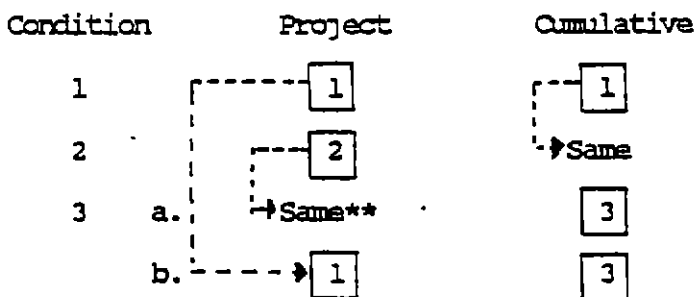 Condition Project Cumulative
1 1 1
2 2 Same
3 a. Same** 3
b. 1 3